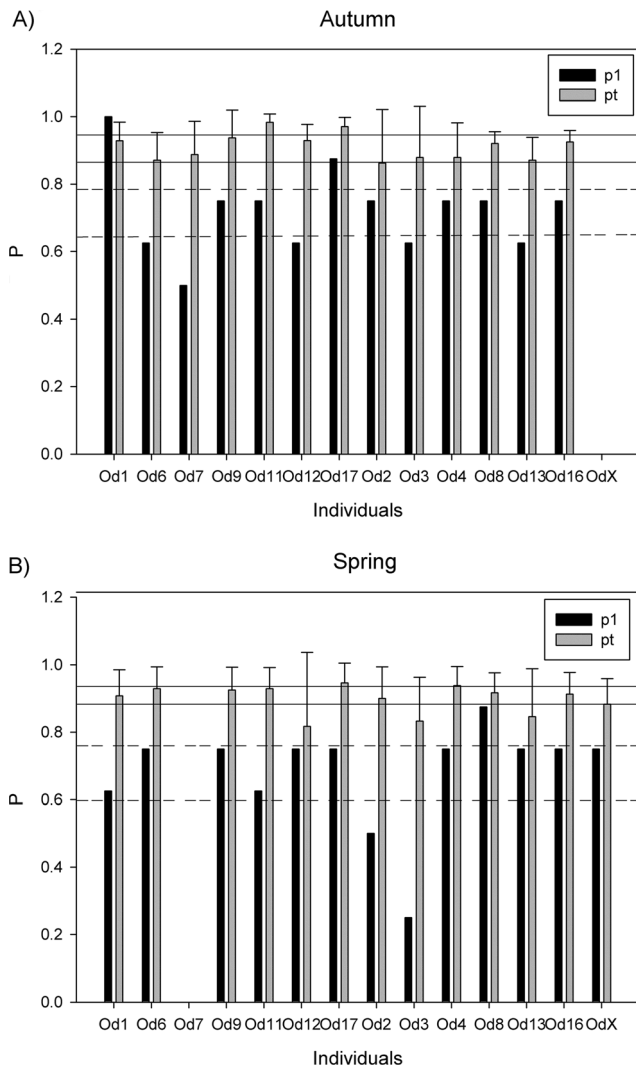 A)
Autumn
1.2
p1
pt
1.0
0.8
0.6
0.4
0.2
0.0
P
Od1 Od6 Od7 Od9 Od11 Od12 Od17 Od2 Od3 Od4 Od8 Od13 Od16 OdX
Individuals
B)
Spring
1.2
p1
pt
1.0
0.8
0.6
0.4
0.2
0.0
P
Od1 Od6 Od7 Od9 Od11 Od12 Od17 Od2 Od3 Od4 Od8 Od13 Od16 OdX
Individuals